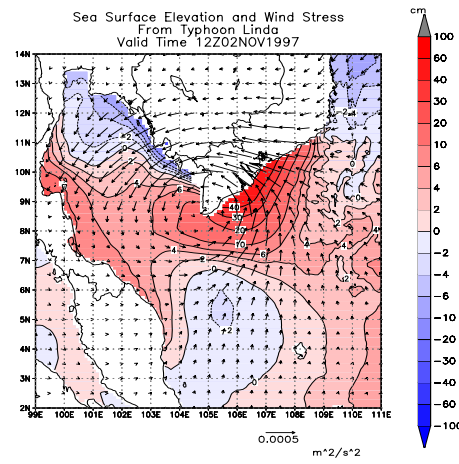 Sea Surface Elevation and Wind Stress
From Typhoon Linda
Valid Time 12Z02NOV1997
cm
100
60
40
30
20
10
6
4
2
0
−2
−4
−6
−10
−20
−30
−40
−60
−100
14N
13N
12N
11N
10N
9N
8N
7N
6N
5N
4N
3N
2N
99E 100E 101E 102E 103E 104E 105E 106E 107E 108E 109E 110E 111E
0.0005
m^2/s^2